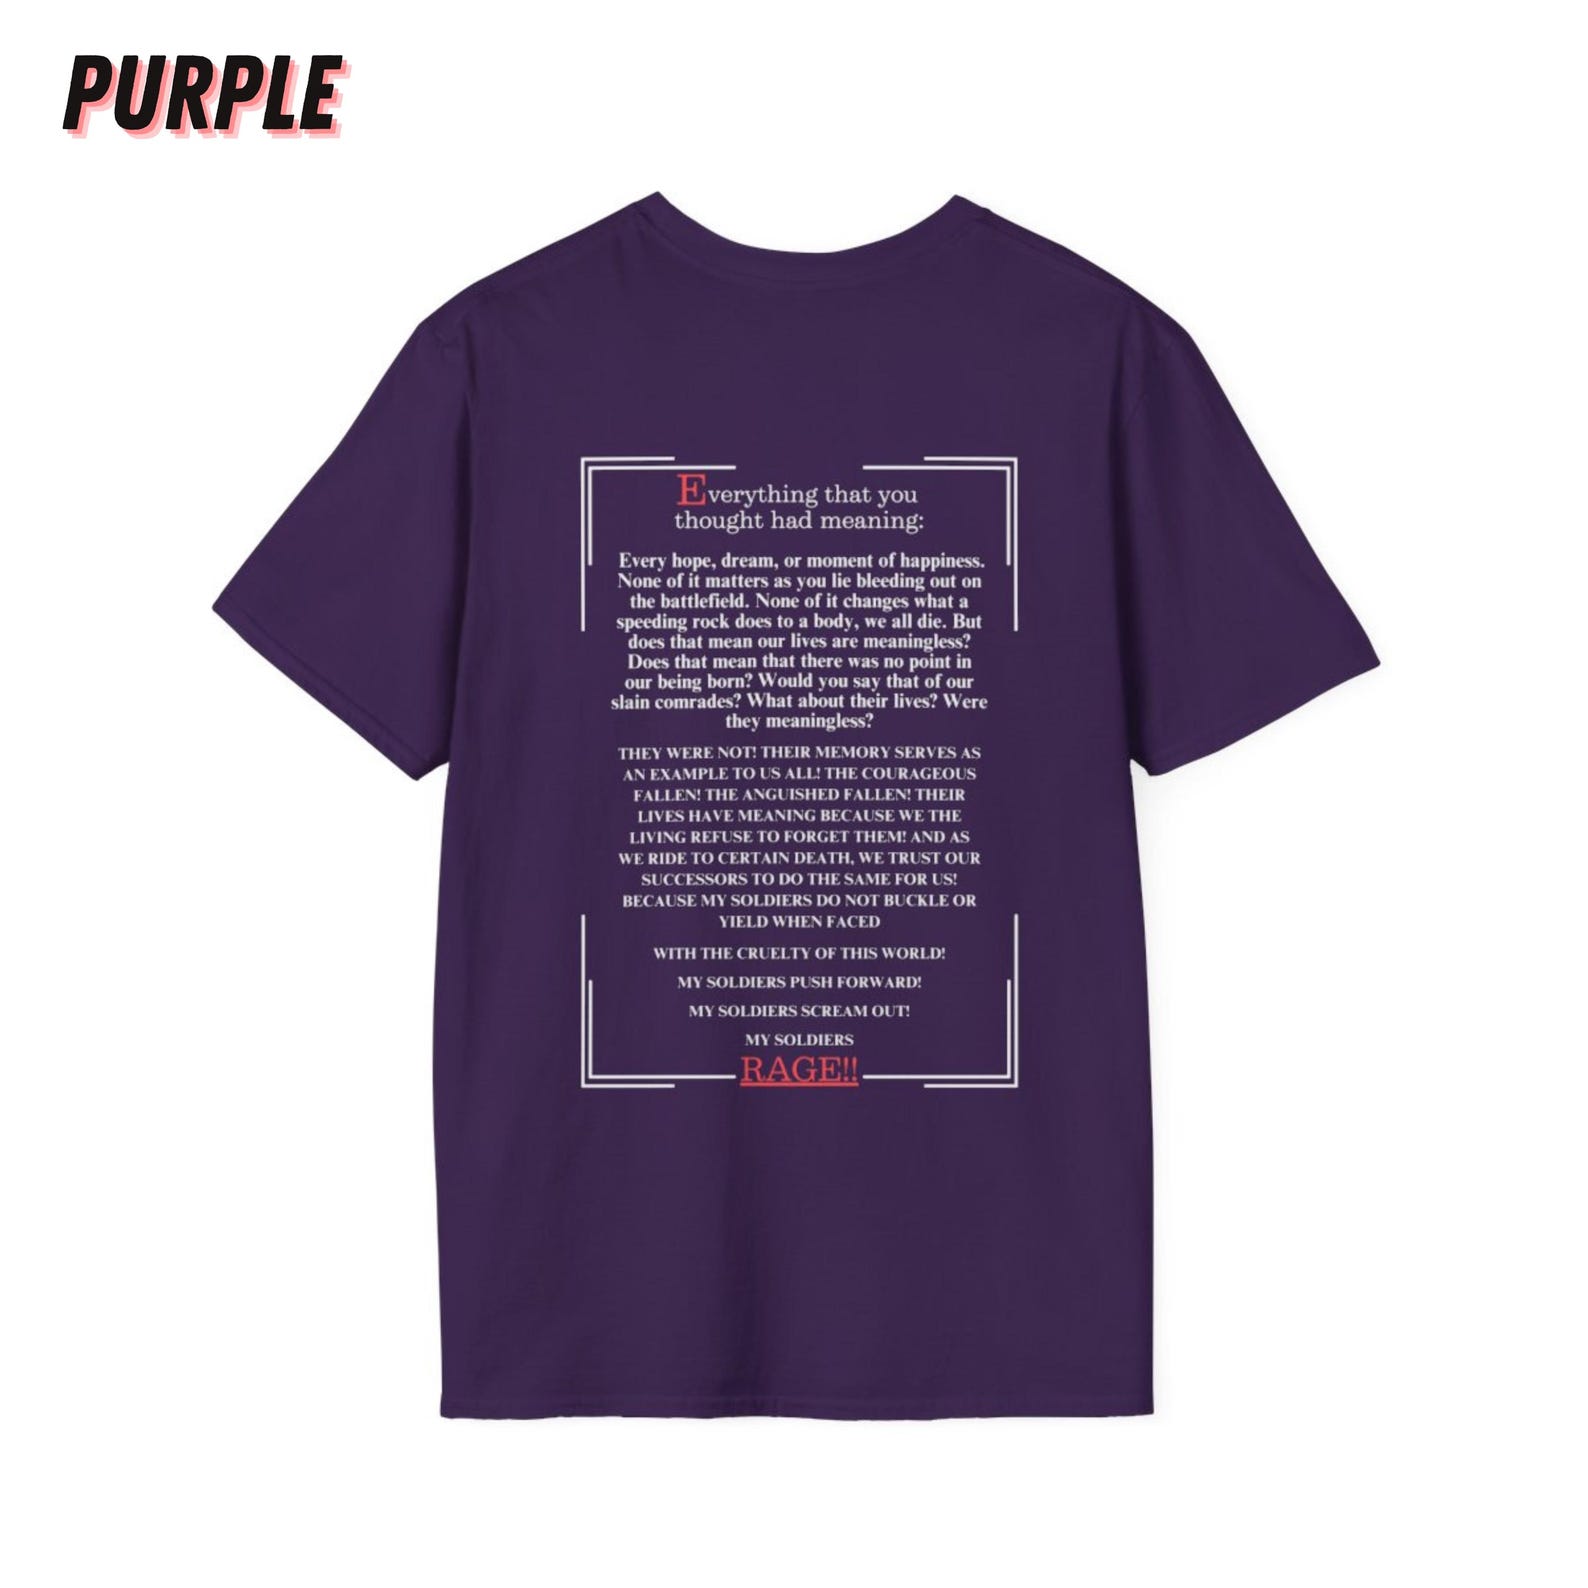 PURPLE
Everything that you
thought had meaning:
Every hope, dream, or moment of happiness.
None of it matters as you lie bleeding out on
the battlefield. None of it changes what a
speeding rock does to a body, we all die. But
does that mean our lives are meaningless?
Does that mean that there was no point in
our being born? Would you say that of our
slain comrades? What about their lives? Were
they meaningless?
THEY WERE NOT! THEIR MEMORY SERVES AS
AN EXAMPLE TO US ALL! THE COURAGEOUS
FALLEN! THE ANGUISHED FALLEN! THEIR
LIVES HAVE MEANING BECAUSE WE THE
LIVING REFUSE TO FORGET THEM! AND AS
WE RIDE TO CERTAIN DEATH, WE TRUST OUR
SUCCESSORS TO DO THE SAME FOR US!
BECAUSE MY SOLDIERS DO NOT BUCKLE OR
YIELD WHEN FACED
WITH THE CRUELTY OF THIS WORLD!
MY SOLDIERS PUSH FORWARD!
MY SOLDIERS SCREAM OUT!
MY SOLDIERS
RAGE!!